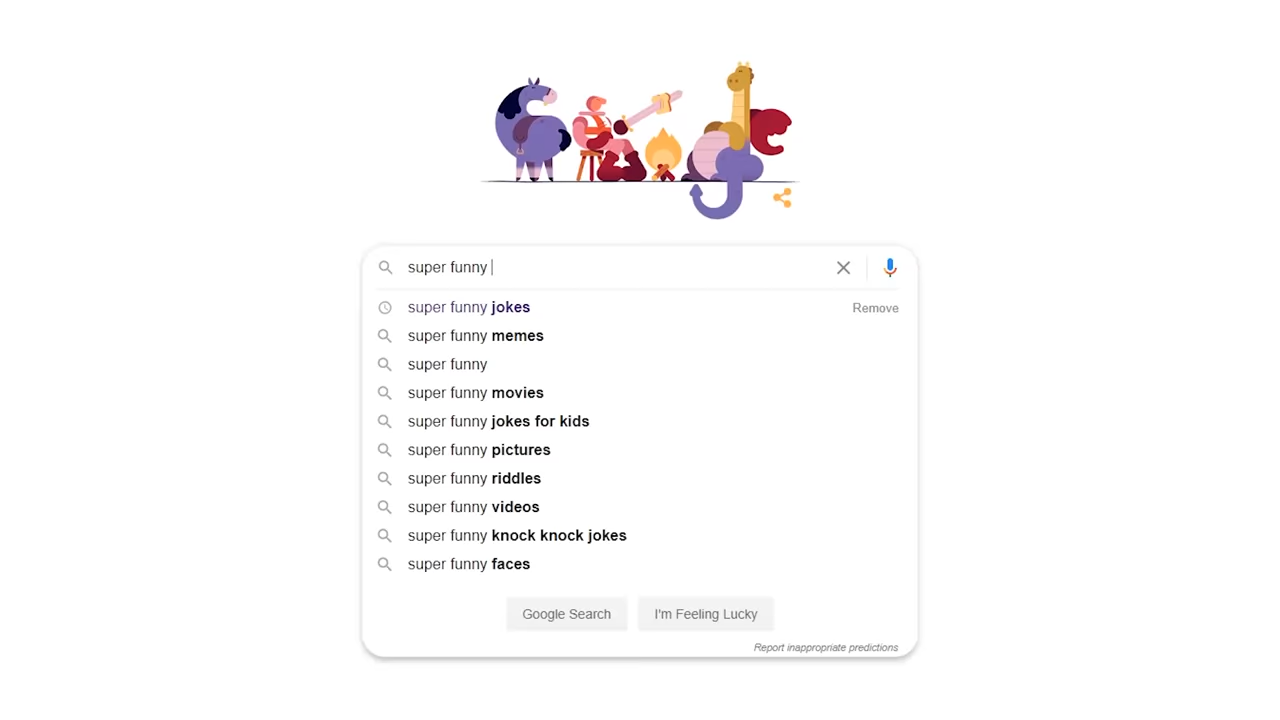 super funny
super funny jokes Remove
super funny memes
super funny
super funny movies
super funny jokes for kids
super funny pictures
super funny riddles
super funny videos
super funny knock knock jokes
super funny faces
Google Search I'm Feeling Lucky
Report inappropriate predictions